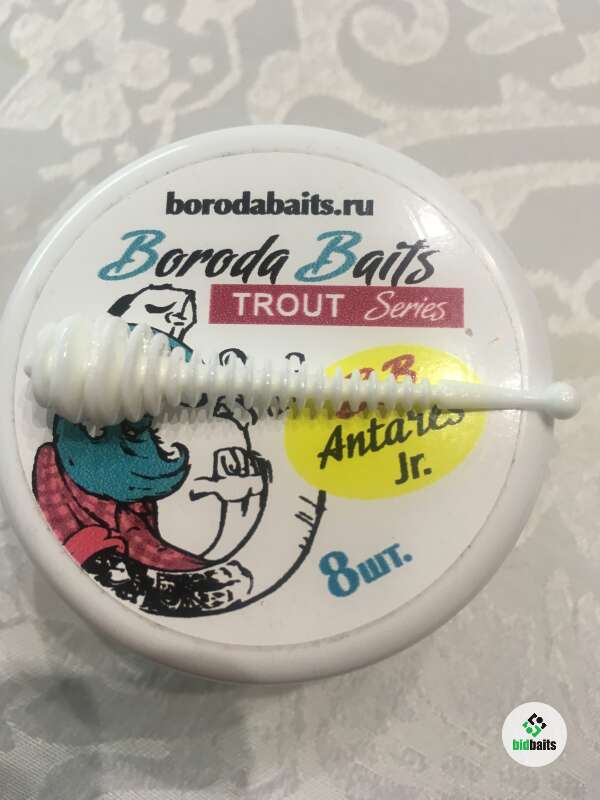 borodabaits.ru
Boroda Baits
TROUT Series
Antares
Jr.
8шт.
bidbaits